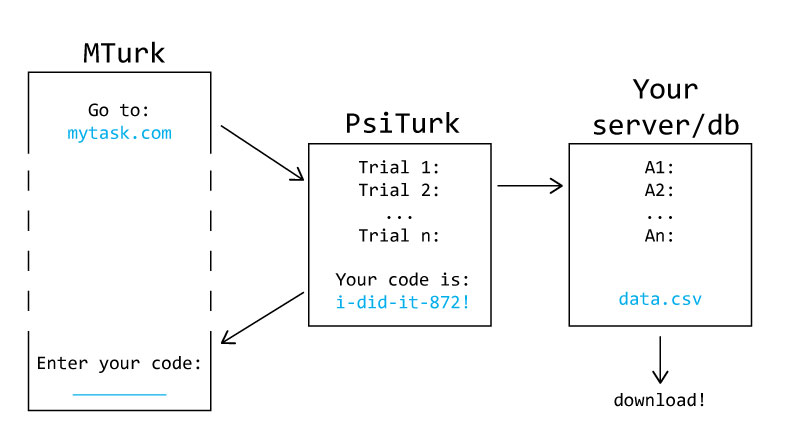 MTurk
Go to:
mytask.com
Enter your code:
PsiTurk
Trial 1:
Trial 2:
...
Trial n:
Your code is:
i-did-it-872!
Your
server/db
A1:
A2:
...
An:
data.csv
download!